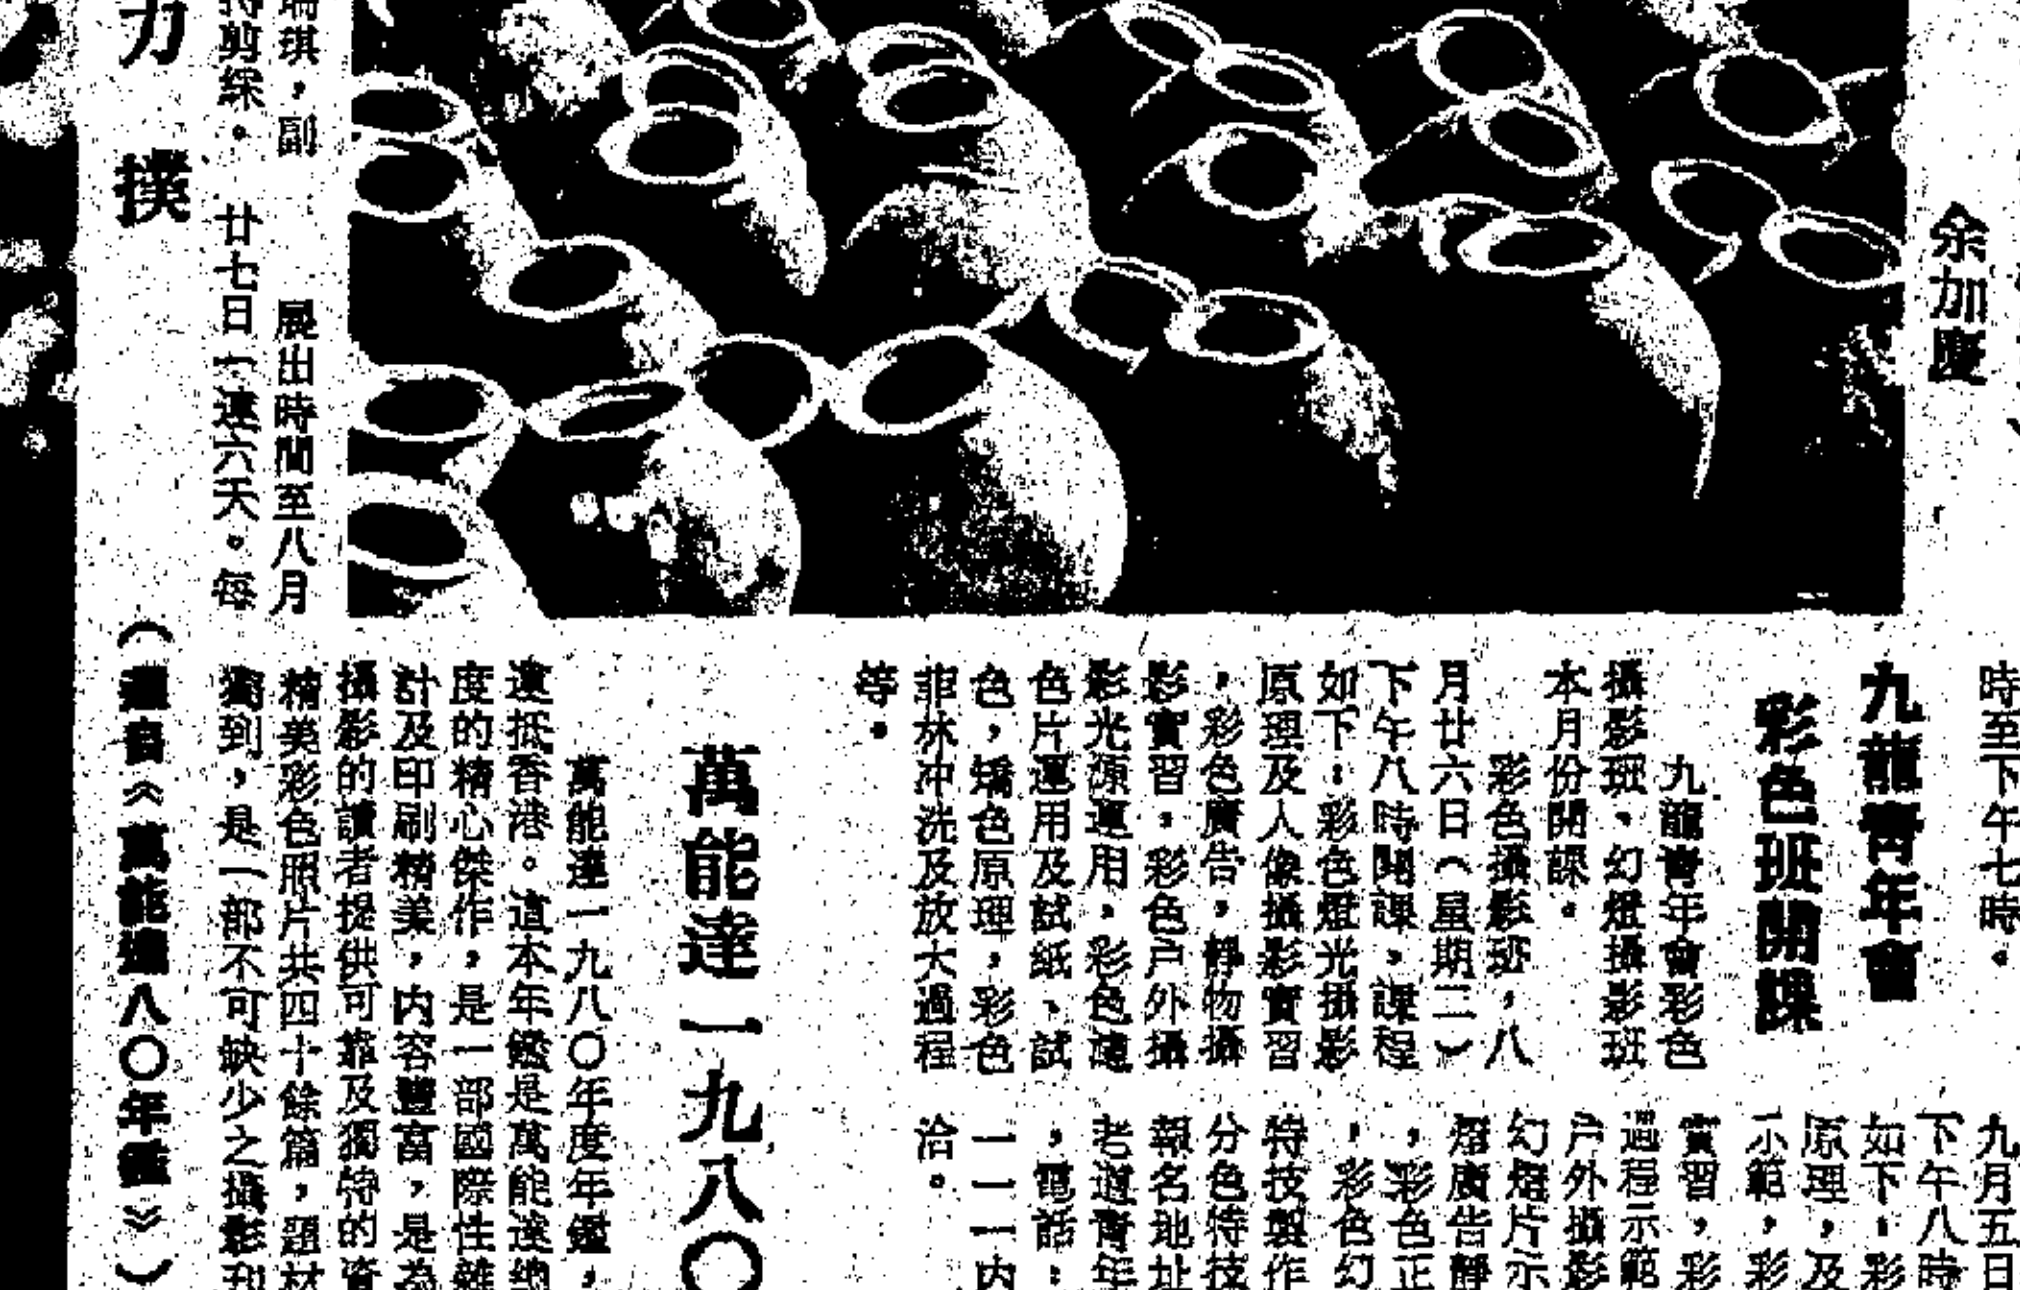 時至下午七時。
余加慶
九龍青年會
彩色班開課
九龍青年會彩色
攝影班、幻燈攝影班
本月份開課。
彩色攝影班，八
月廿六日（星期二）
下午八時開課，課程
如下：彩色燈光攝影
原理及人像攝影實習
，彩色廣告，靜物攝
影實習，彩色戶外攝
影光源運用，彩色濾
色片運用及試紙、試
色，矯色原理，彩色
菲林冲洗及放大過程
等。
九月五日
下午八時
如下：彩
原理，及
示範，彩
實習，彩
過程示範
戶外攝影
幻燈片示
燈廣告靜
，彩色正
，彩色幻
特技製作
分色特技
報名地址
老道青年
，電話：
一一一內
洽。
萬能達一九八〇
萬能達一九八〇年度年鑑，
運抵香港。這本年鑑是萬能達總
度的精心傑作，是一部國際性雜
計及印刷精美，內容豐富，是為
攝影的讀者提供可靠及獨特的資
精美彩色照片共四十餘篇，題材
獨到，是一部不可缺少之攝影刊
瑞琪，副
剪綵。
展出時間至八月
廿七日一連六天。每
力撲
（選自《萬能達八〇年鑑》）